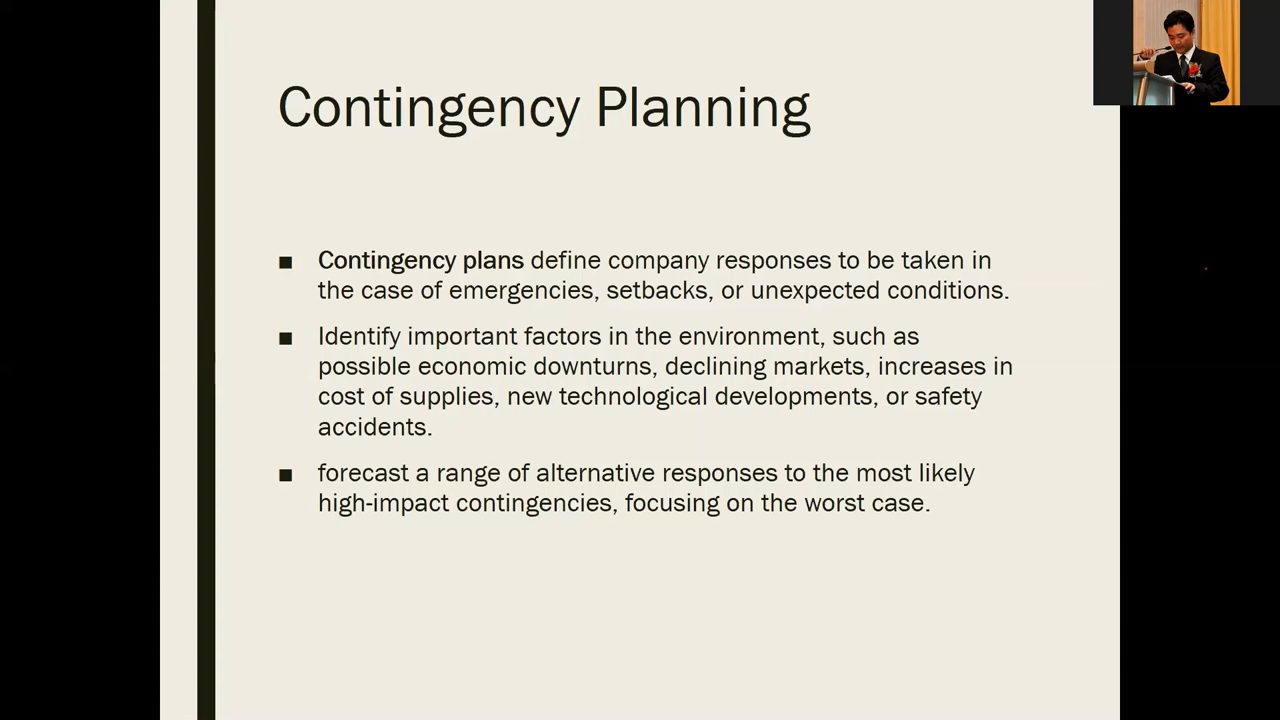 Contingency Planning
■ Contingency plans define company responses to be taken in
the case of emergencies, setbacks, or unexpected conditions.
■ Identify important factors in the environment, such as
possible economic downturns, declining markets, increases in
cost of supplies, new technological developments, or safety
accidents.
■ forecast a range of alternative responses to the most likely
high-impact contingencies, focusing on the worst case.